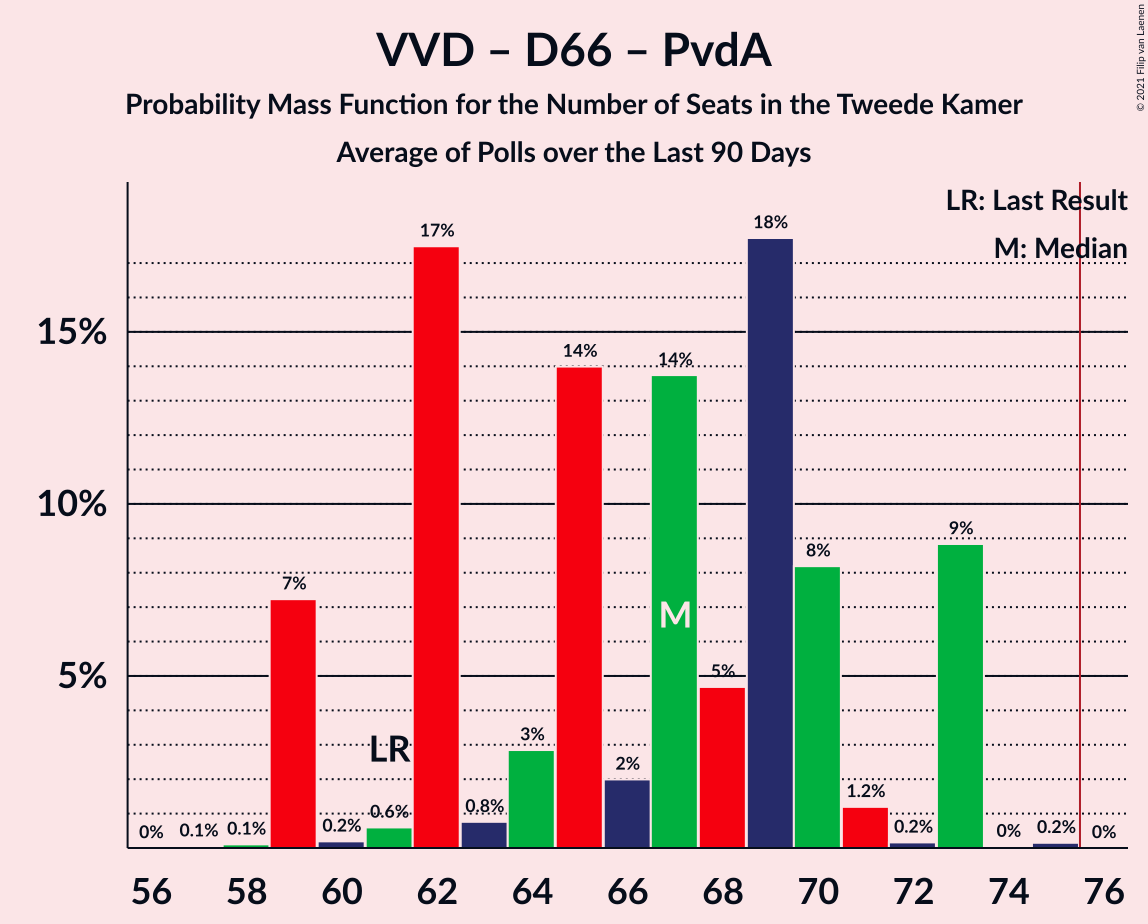 VVD – D66 – PvdA
Probability Mass Function for the Number of Seats in the Tweede Kamer
Average of Polls over the Last 90 Days
© 2021 Filip van Laenen
LR: Last Result
M: Median
15%
10%
5%
0%
0.1%
0.1%
7%
0.2%
0.6%
17%
0.8%
3%
14%
2%
14%
5%
18%
8%
1.2%
0.2%
9%
0%
0.2%
0%
LR
M
56 58 60 62 64 66 68 70 72 74 76